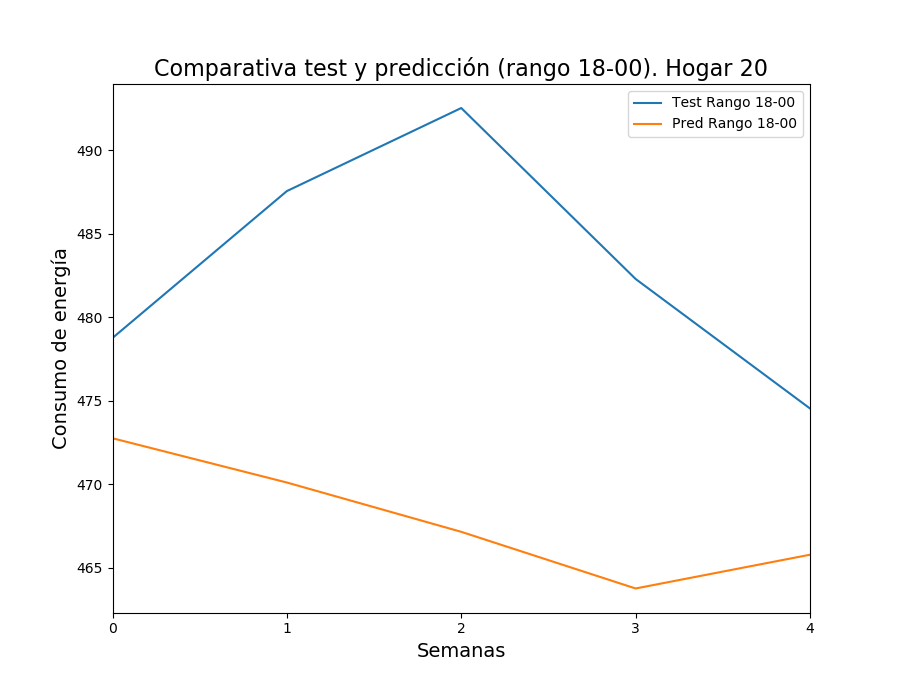 Comparativa test y predicción (rango 18-00). Hogar 20
Test Rango 18-00
Pred Rango 18-00
Consumo de energía
490
485
480
475
470
465
0 1 2 3 4
Semanas